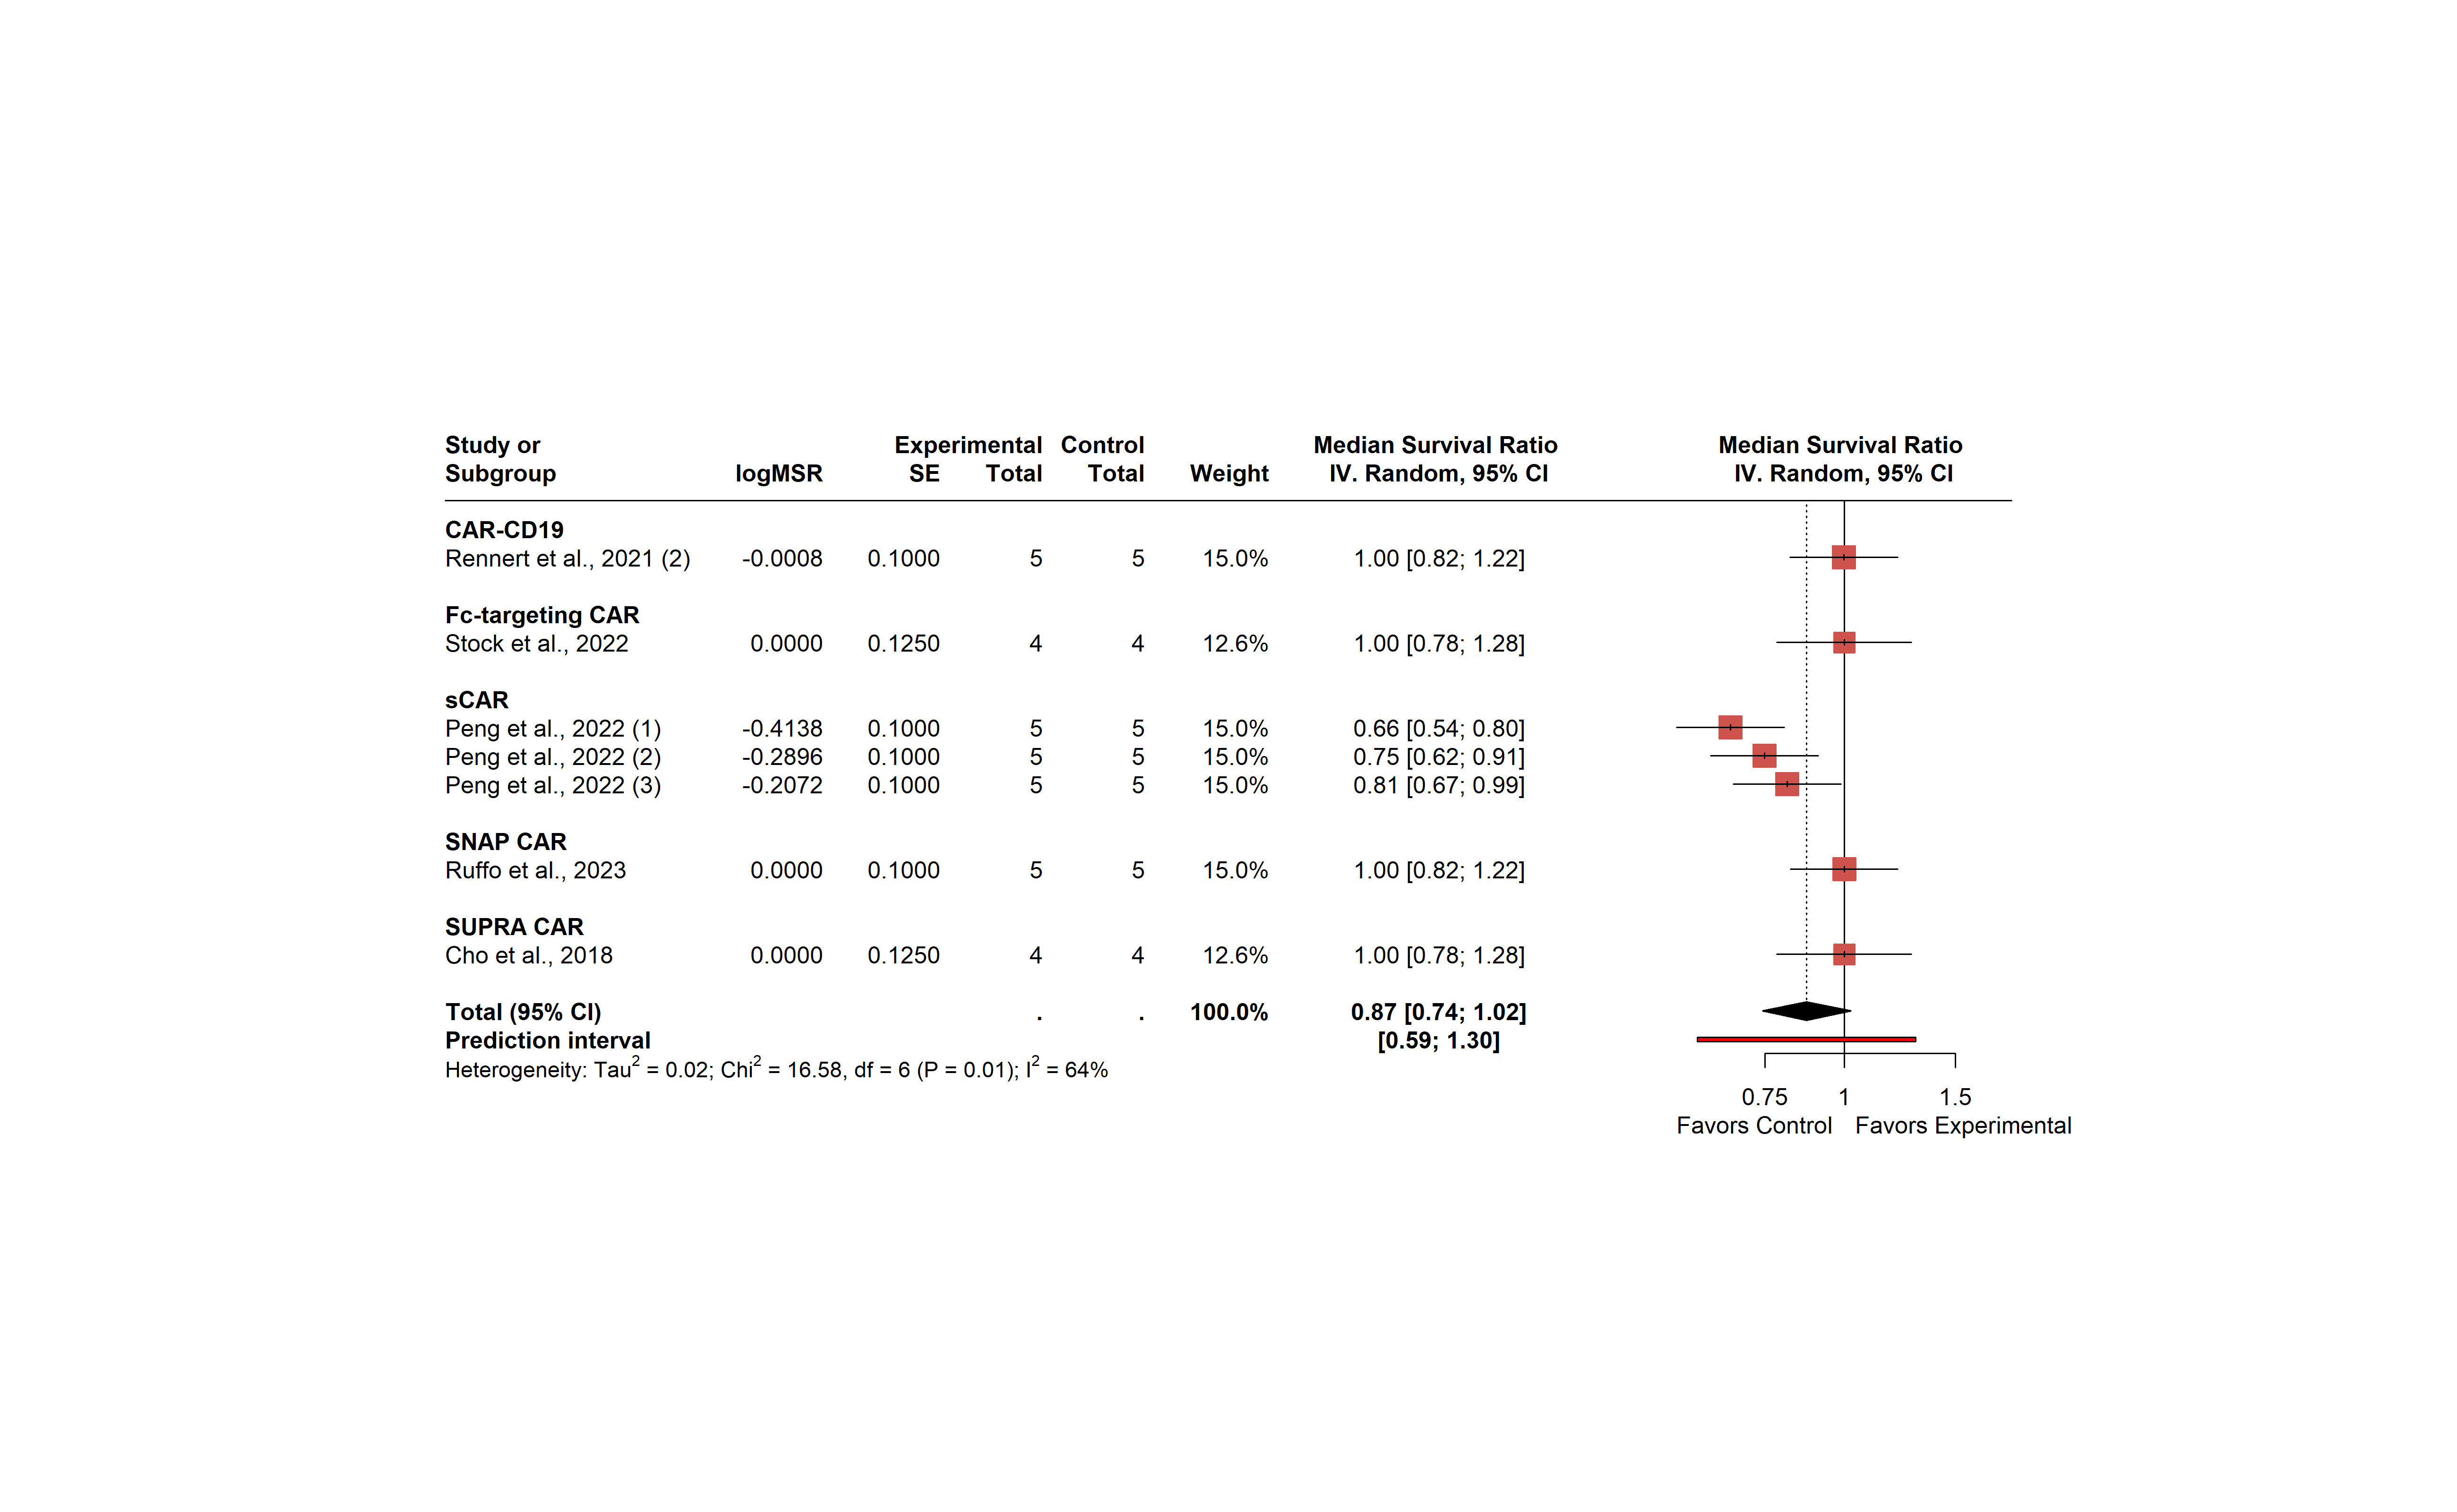 Study or Experimental Control Median Survival Ratio Median Survival Ratio
Subgroup logMSR SE Total Total Weight IV. Random, 95% CI IV. Random, 95% CI
CAR-CD19
Rennert et al., 2021 (2) -0.0008 0.1000 5 5 15.0% 1.00 [0.82; 1.22]
Fc-targeting CAR
Stock et al., 2022 0.0000 0.1250 4 4 12.6% 1.00 [0.78; 1.28]
sCAR
Peng et al., 2022 (1) -0.4138 0.1000 5 5 15.0% 0.66 [0.54; 0.80]
Peng et al., 2022 (2) -0.2896 0.1000 5 5 15.0% 0.75 [0.62; 0.91]
Peng et al., 2022 (3) -0.2072 0.1000 5 5 15.0% 0.81 [0.67; 0.99]
SNAP CAR
Ruffo et al., 2023 0.0000 0.1000 5 5 15.0% 1.00 [0.82; 1.22]
SUPRA CAR
Cho et al., 2018 0.0000 0.1250 4 4 12.6% 1.00 [0.78; 1.28]
Total (95% CI) . . 100.0% 0.87 [0.74; 1.02]
Prediction interval [0.59; 1.30]
Heterogeneity: Tau² = 0.02; Chi² = 16.58, df = 6 (P = 0.01); I² = 64%
0.75 1 1.5
Favors Control Favors Experimental